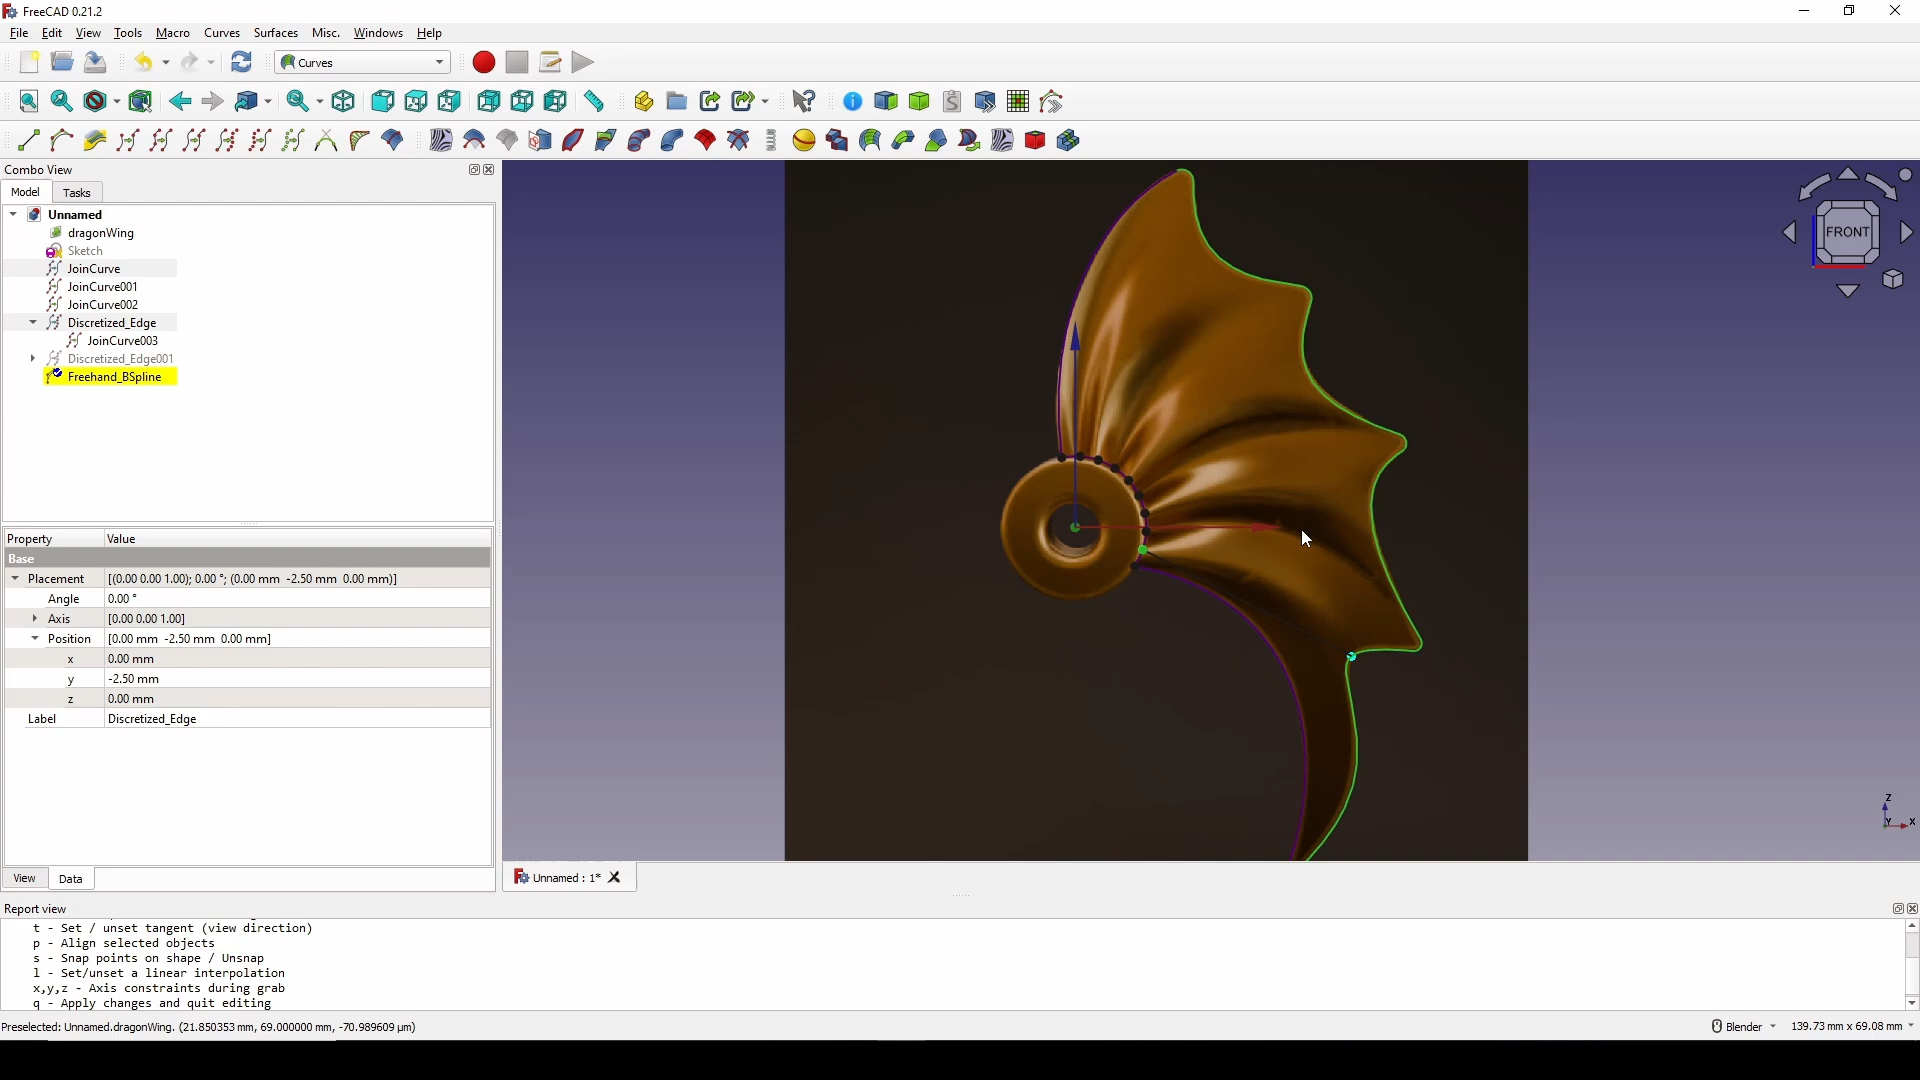 FreeCAD 0.21.2
File Edit View Tools Macro Curves Surfaces Misc. Windows Help
Curves
Combo View
Model Tasks
Unnamed
dragonWing
Sketch
JoinCurve
JoinCurve001
JoinCurve002
Discretized_Edge
JoinCurve003
Discretized_Edge001
Freehand_BSpline
FRONT
Property Value
Base
Placement [(0.00 0.00 1.00); 0.00 °; (0.00 mm -2.50 mm 0.00 mm)]
Angle 0.00 °
Axis [0.00 0.00 1.00]
Position [0.00 mm -2.50 mm 0.00 mm]
x 0.00 mm
y -2.50 mm
z 0.00 mm
Label Discretized_Edge
Z
Y X
View Data
Unnamed : 1*
Report view
t - Set / unset tangent (view direction)
p - Align selected objects
s - Snap points on shape / Unsnap
l - Set/unset a linear interpolation
x,y,z - Axis constraints during grab
q - Apply changes and quit editing
Preselected: Unnamed.dragonWing. (21.850353 mm, 69.000000 mm, -70.989609 μm)
Blender 139.73 mm x 69.08 mm